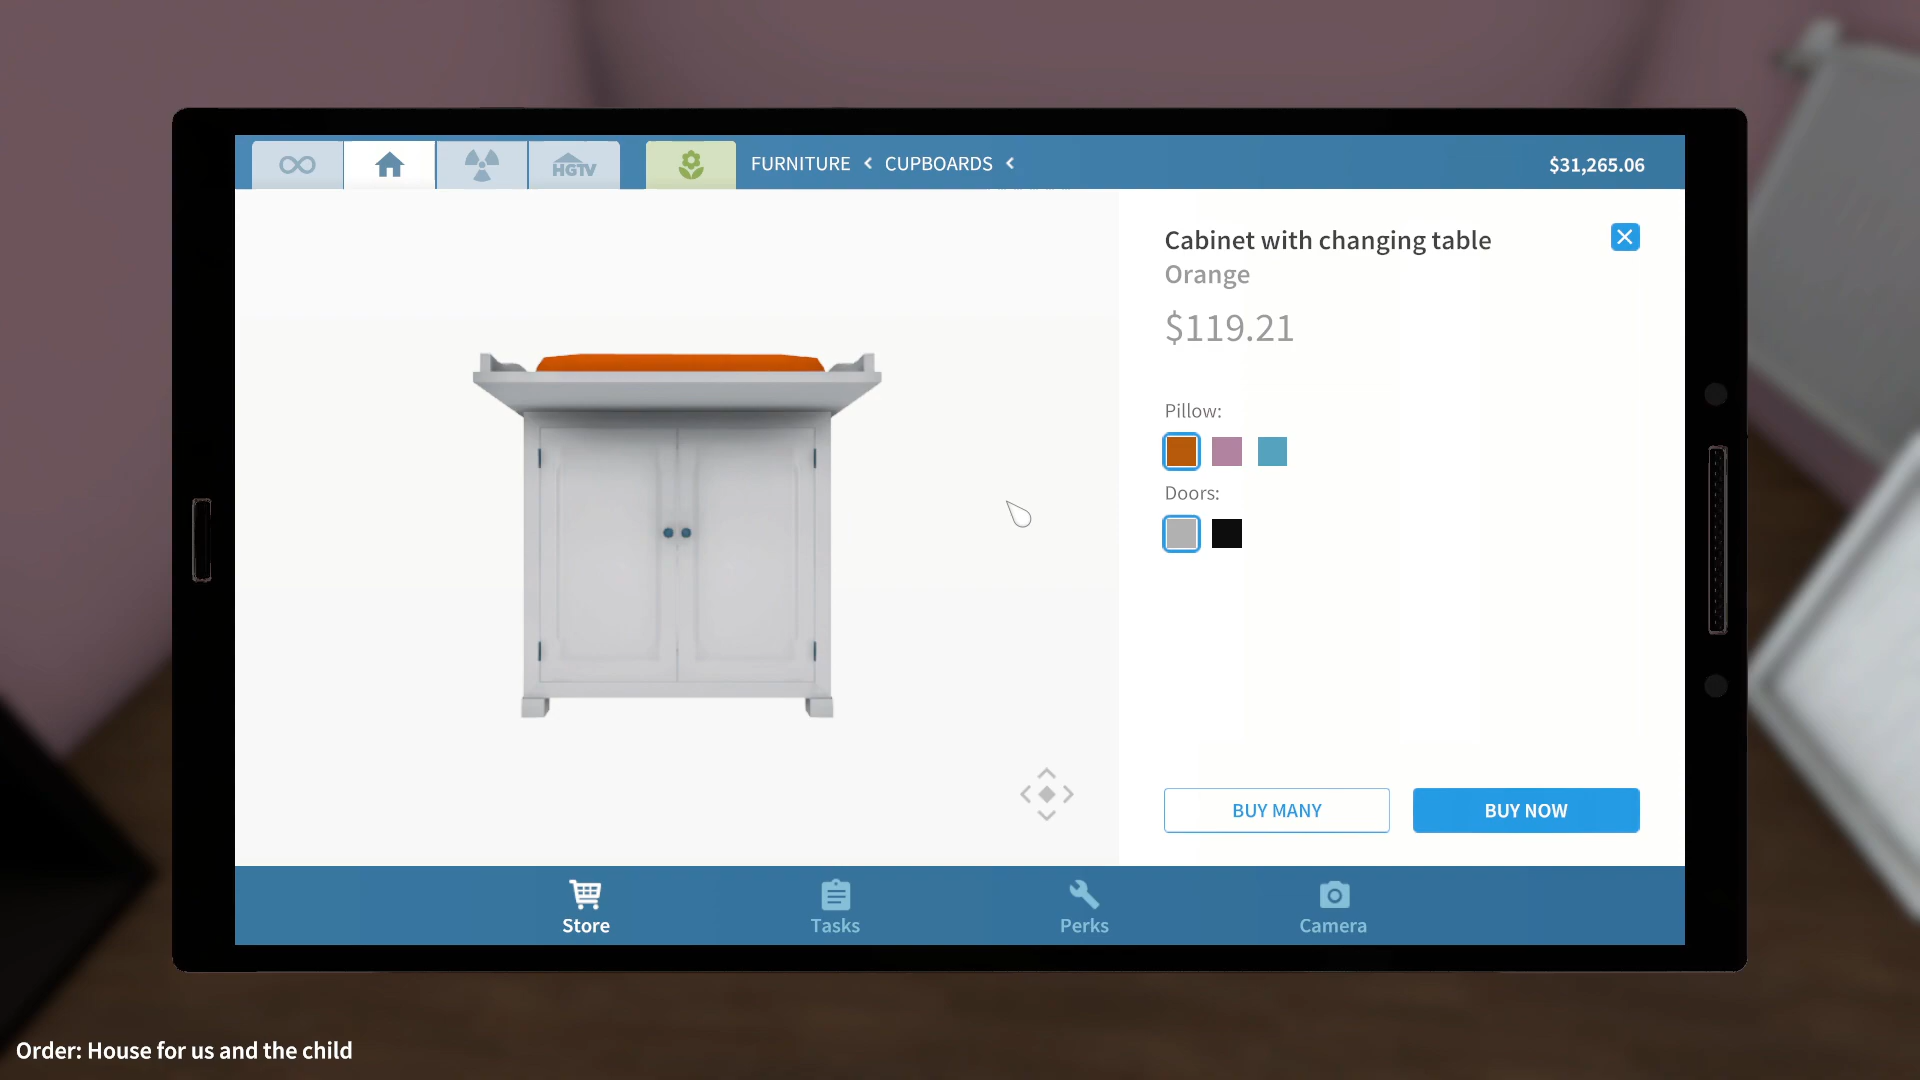 HGTV
FURNITURE < CUPBOARDS <
$31,265.06
Cabinet with changing table
Orange
$119.21
Pillow:
Doors:
BUY MANY
BUY NOW
Store
Tasks
Perks
Camera
Order: House for us and the child